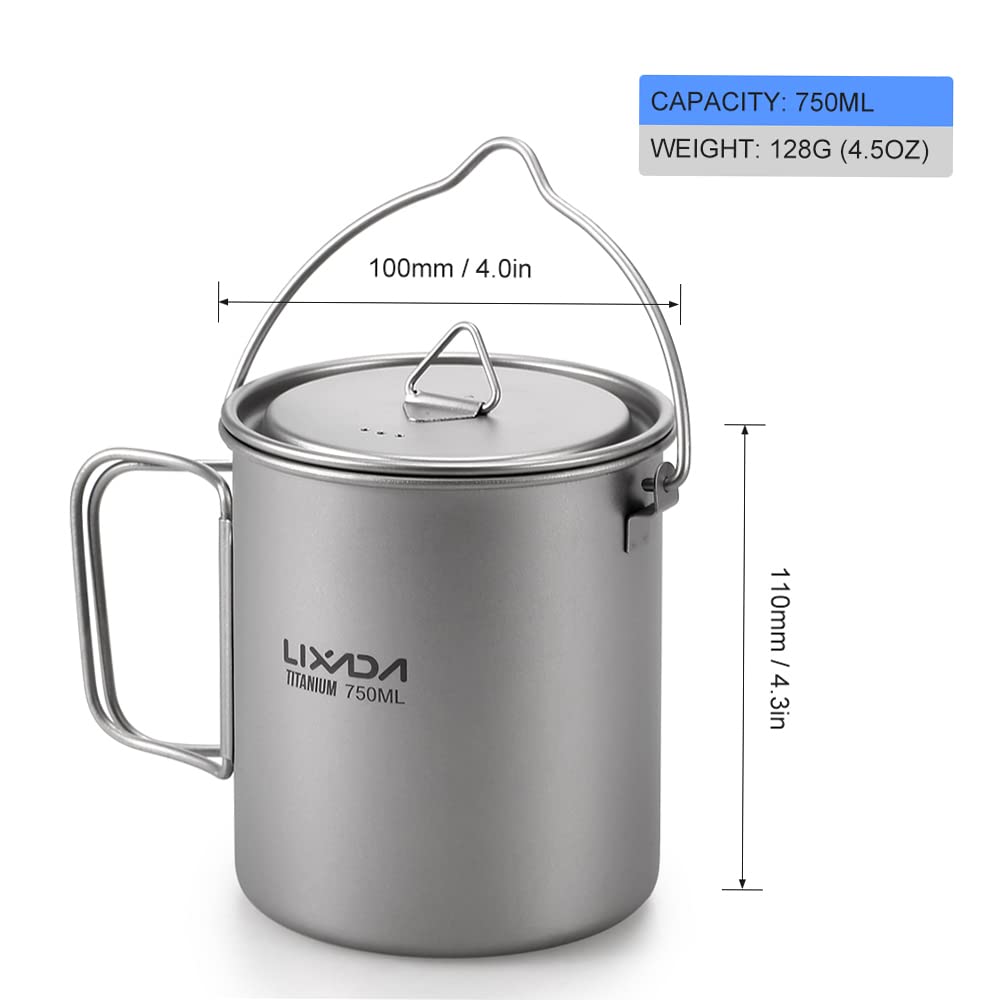 CAPACITY: 750ML
WEIGHT: 128G (4.5OZ)
100mm / 4.0in
110mm / 4.3in
LIXADA
TITANIUM 750ML